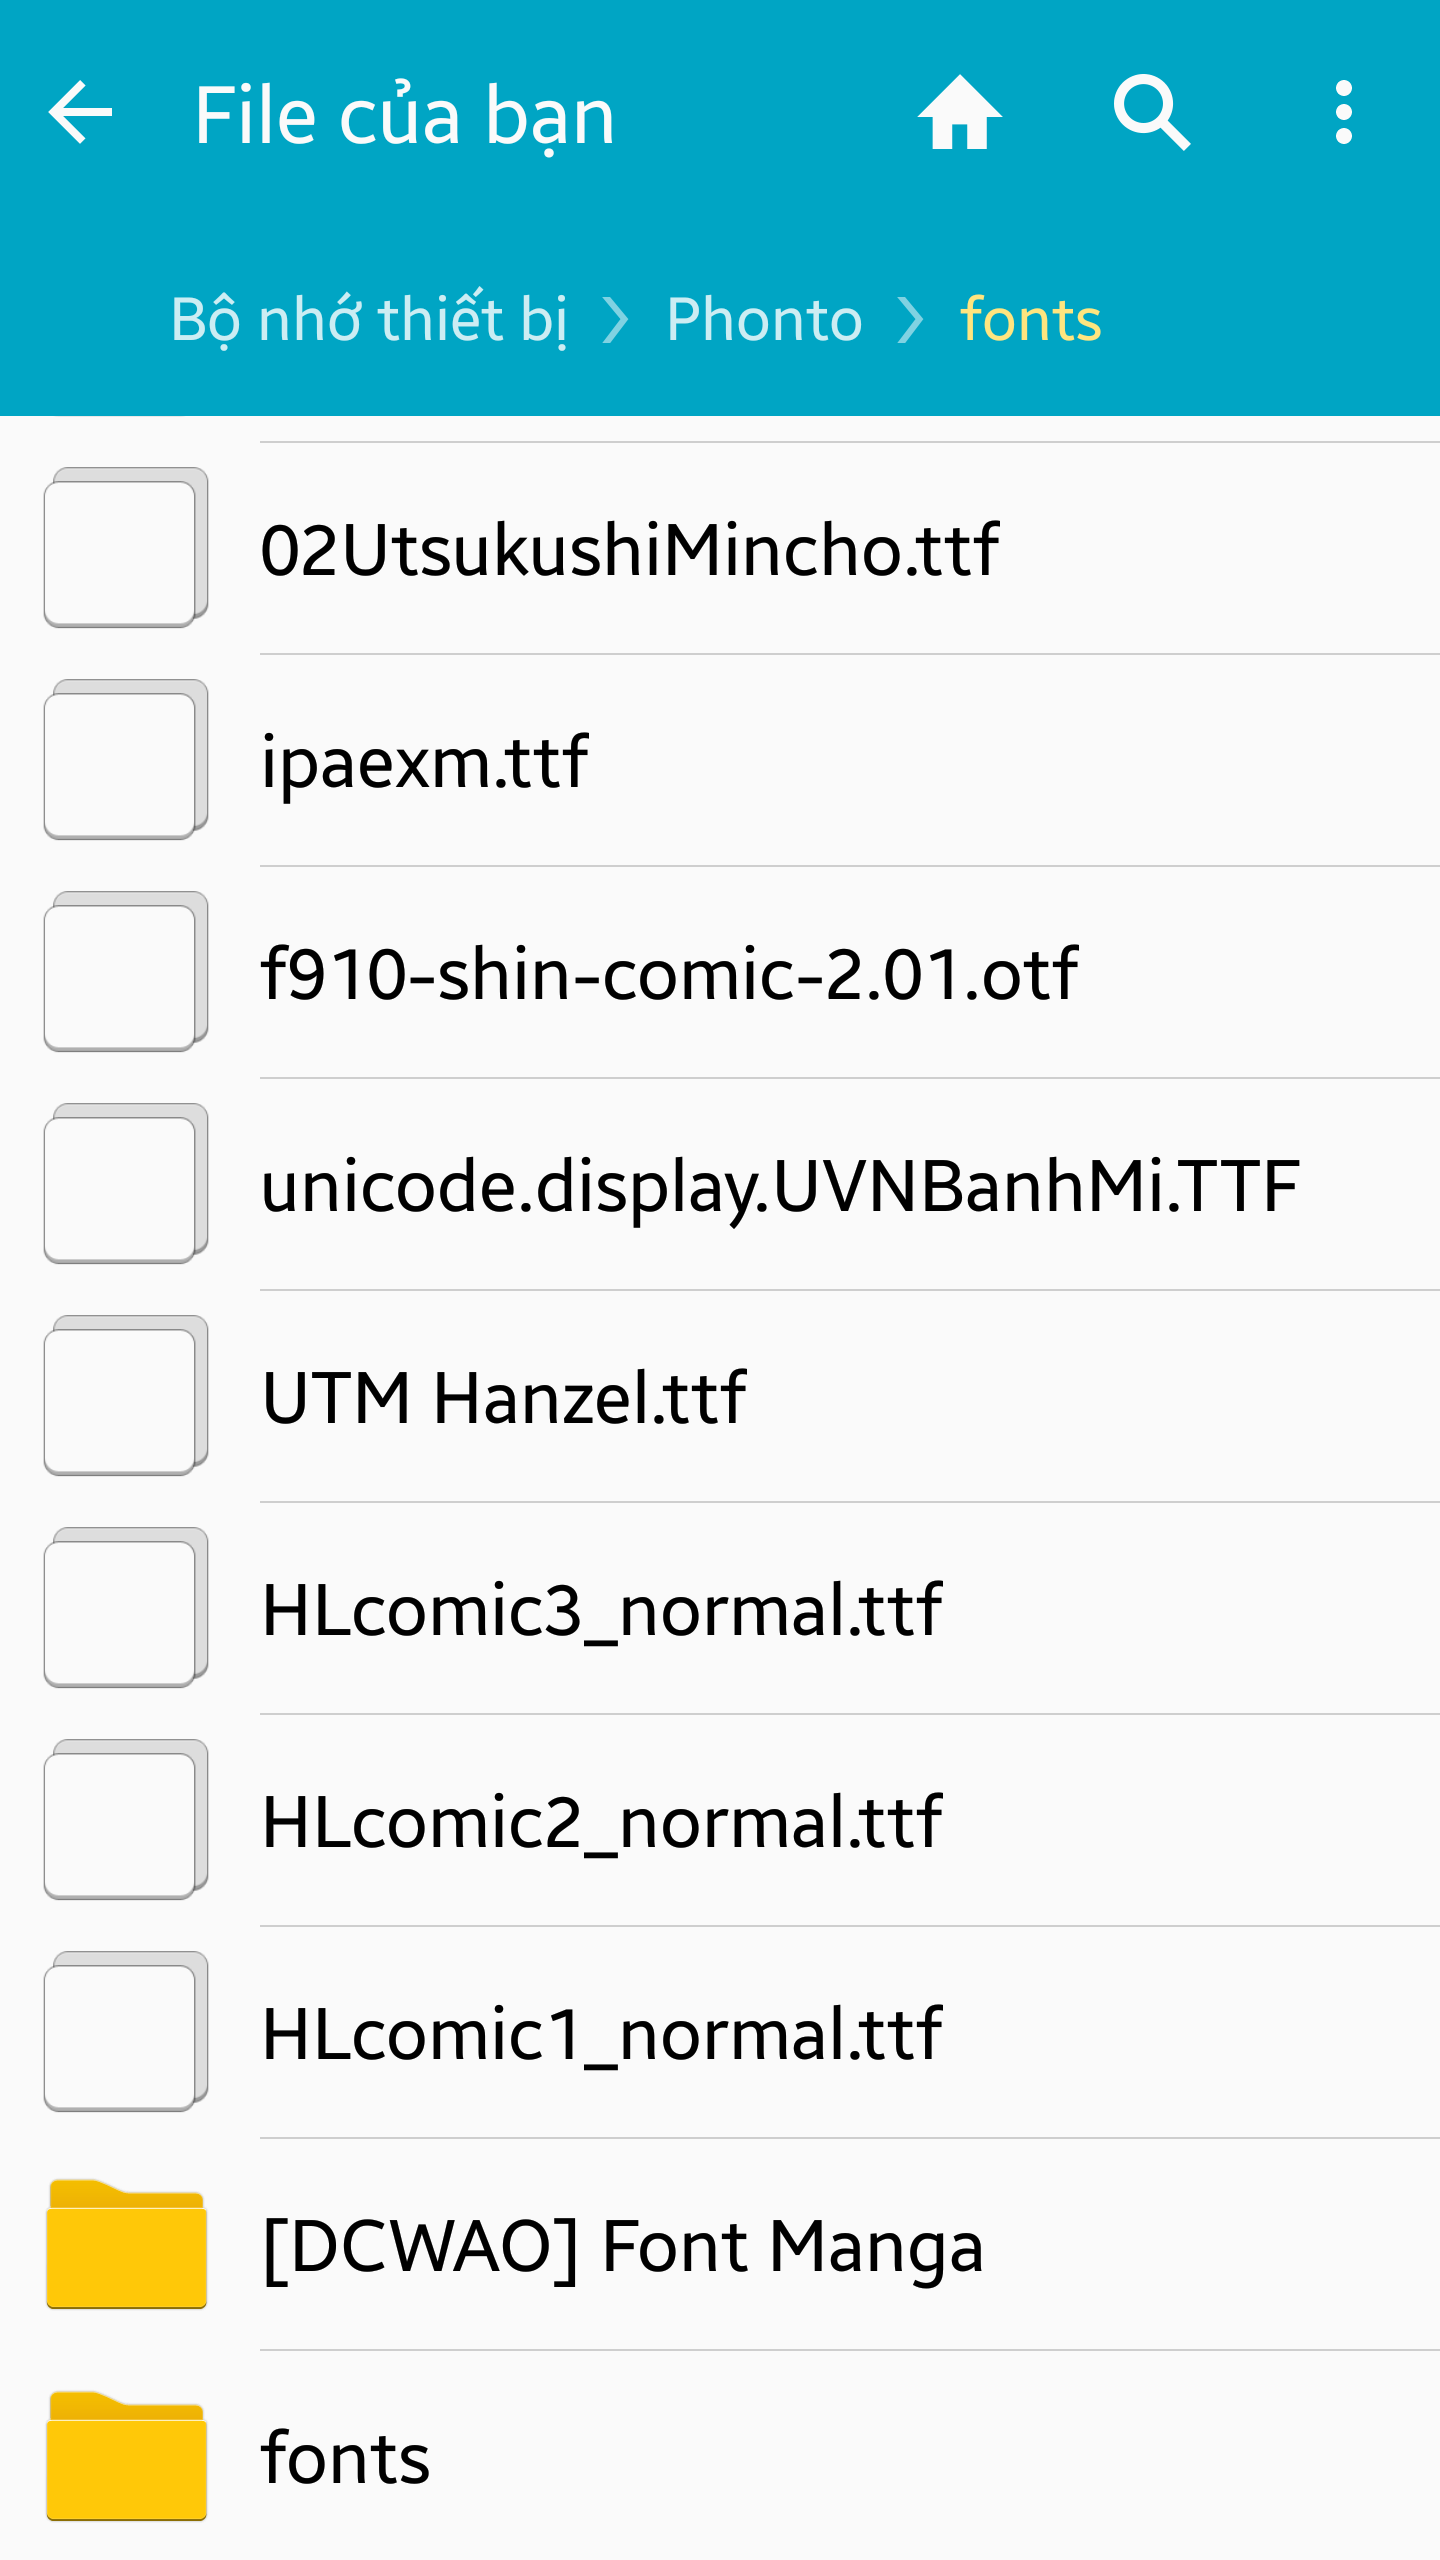 File của bạn
Bộ nhớ thiết bị > Phonto > fonts
02UtsukushiMincho.ttf
ipaexm.ttf
f910-shin-comic-2.01.otf
unicode.display.UVNBanhMi.TTF
UTM Hanzel.ttf
HLcomic3_normal.ttf
HLcomic2_normal.ttf
HLcomic1_normal.ttf
[DCWAO] Font Manga
fonts